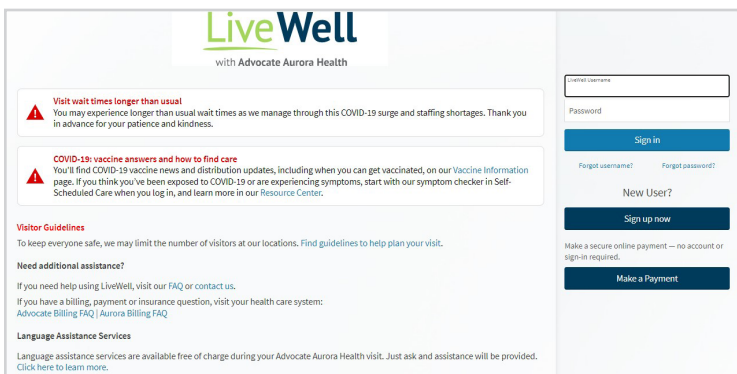 LiveWell
with Advocate Aurora Health
Visit wait times longer than usual
You may experience longer than usual wait times as we manage through this COVID-19 surge and staffing shortages. Thank you
in advance for your patience and kindness.
COVID-19: vaccine answers and how to find care
You'll find COVID-19 vaccine news and distribution updates, including when you can get vaccinated, on our Vaccine Information
page. If you think you've been exposed to COVID-19 or are experiencing symptoms, start with our symptom checker in Self-
Scheduled Care when you log in, and learn more in our Resource Center.
Visitor Guidelines
To keep everyone safe, we may limit the number of visitors at our locations. Find guidelines to help plan your visit.
Need additional assistance?
If you need help using LiveWell, visit our FAQ or contact us.
If you have a billing, payment or insurance question, visit your health care system:
Advocate Billing FAQ | Aurora Billing FAQ
Language Assistance Services
Language assistance services are available free of charge during your Advocate Aurora Health visit. Just ask and assistance will be provided.
Click here to learn more.
LiveWell Username
Password
Sign in
Forgot username? Forgot password?
New User?
Sign up now
Make a secure online payment — no account or
sign-in required.
Make a Payment